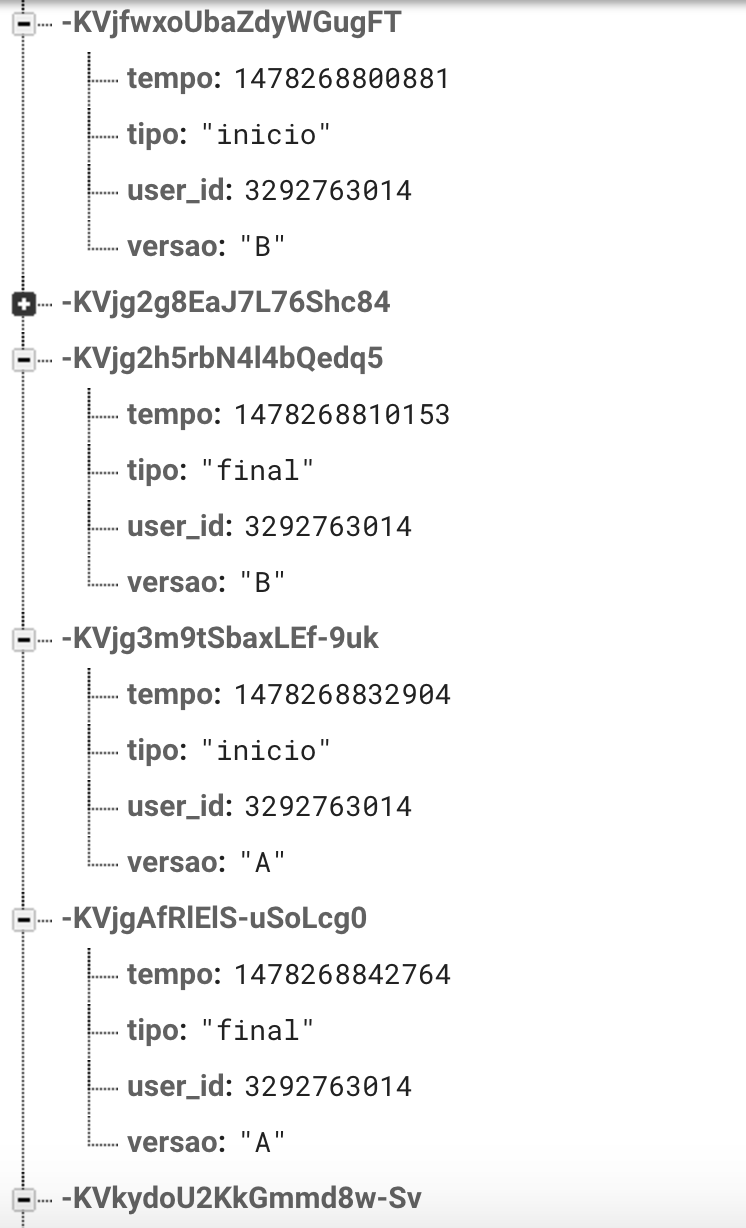 -KVjfwxoUbaZdyWGugFT
tempo: 1478268800881
tipo: "inicio"
user_id: 3292763014
versao: "B"
-KVjg2g8EaJ7L76Shc84
-KVjg2h5rbN4l4bQedq5
tempo: 1478268810153
tipo: "final"
user_id: 3292763014
versao: "B"
-KVjg3m9tSbaxLEf-9uk
tempo: 1478268832904
tipo: "inicio"
user_id: 3292763014
versao: "A"
-KVjgAfRlElS-uSoLcg0
tempo: 1478268842764
tipo: "final"
user_id: 3292763014
versao: "A"
-KVkydoU2KkGmmd8w-Sv